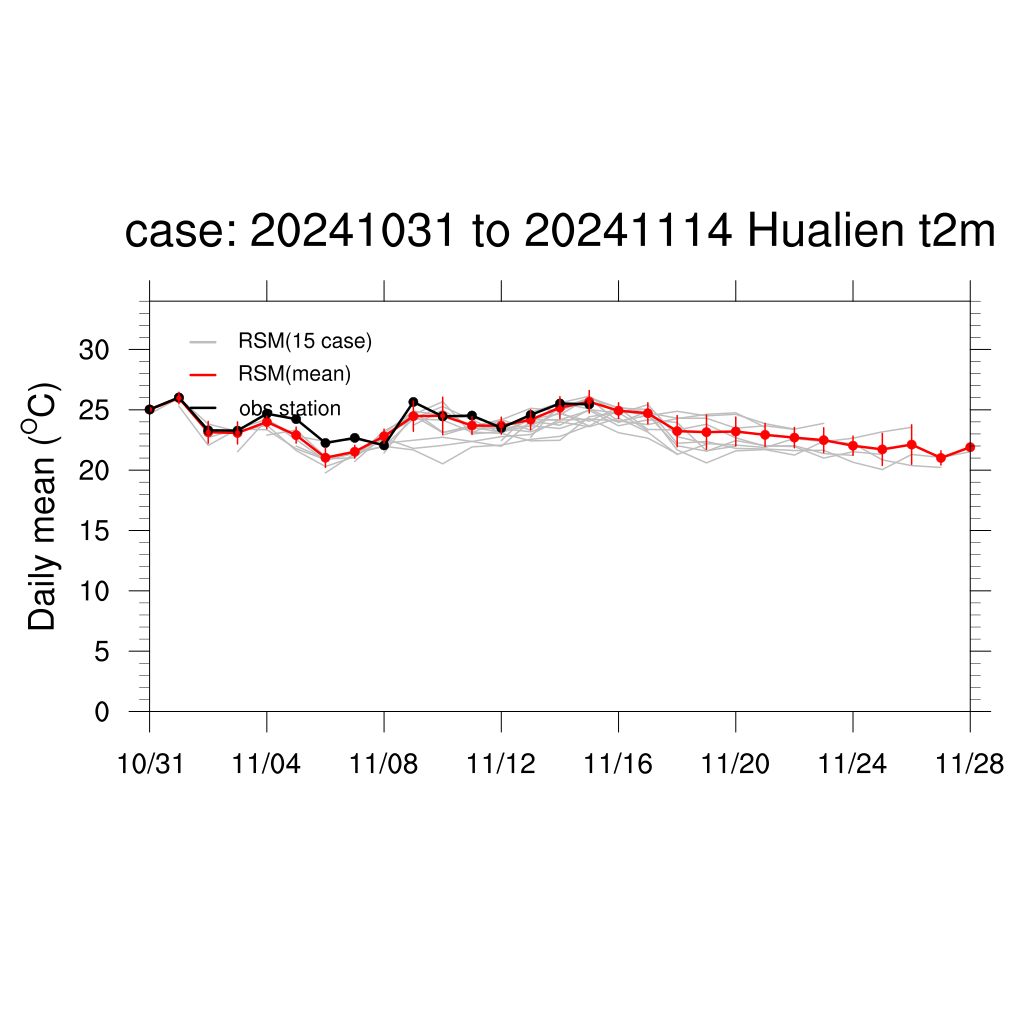 case: 20241031 to 20241114 Hualien t2m
RSM(15 case)
RSM(mean)
obs station
Daily mean (°C)
30
25
20
15
10
5
0
10/31 11/04 11/08 11/12 11/16 11/20 11/24 11/28